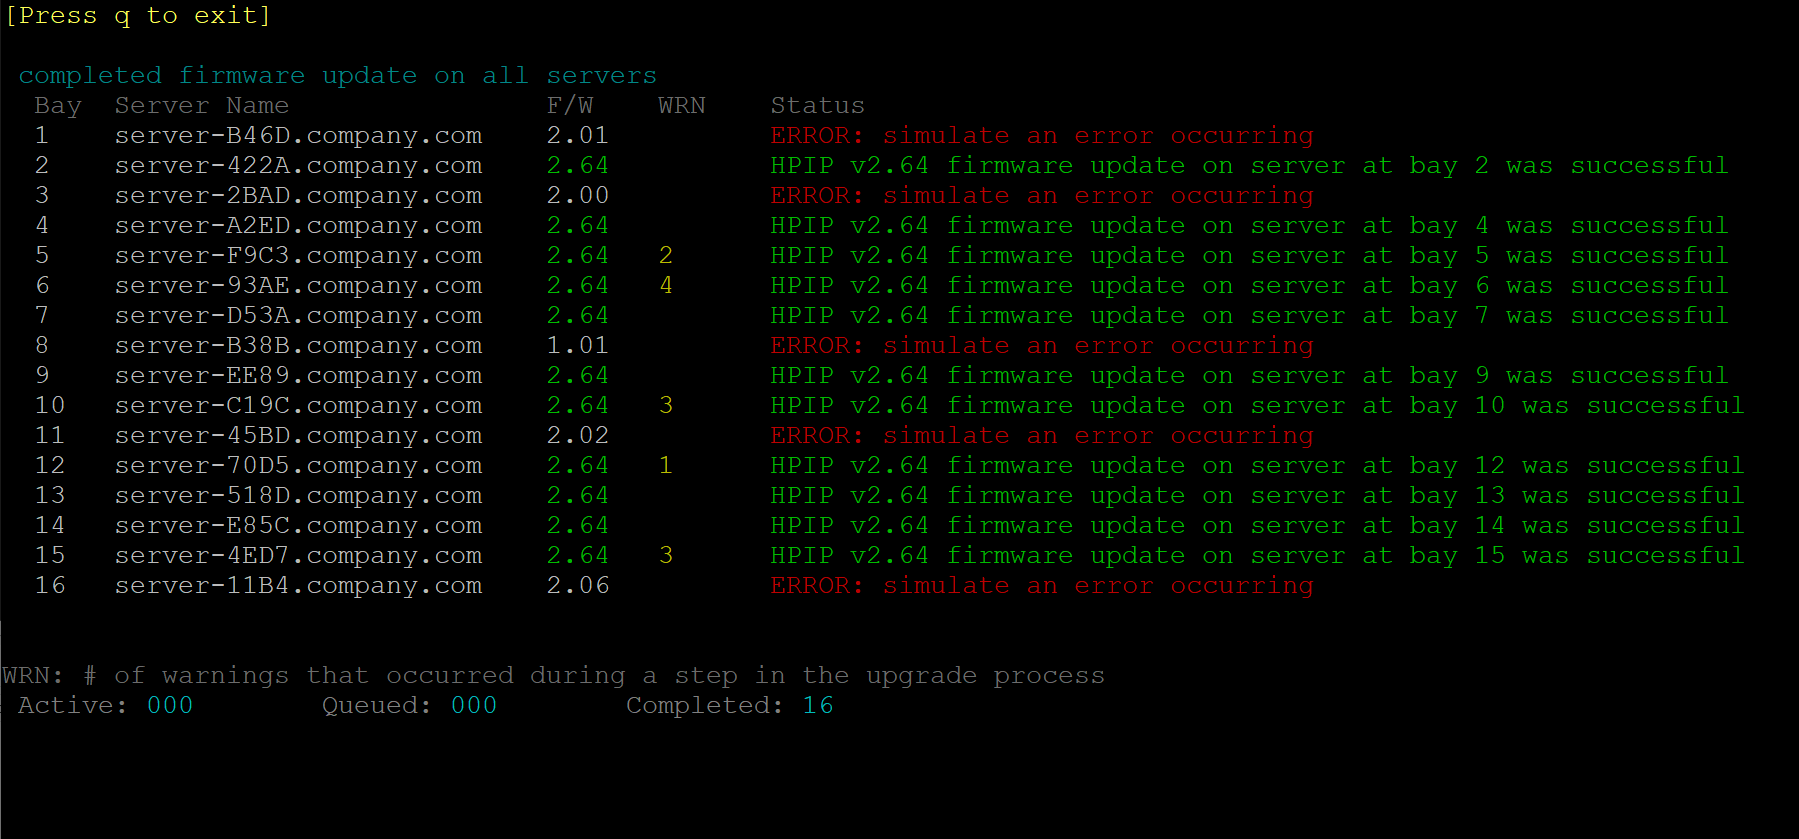 [Press q to exit]
completed firmware update on all servers
Bay Server Name F/W WRN Status
1 server-B46D.company.com 2.01 ERROR: simulate an error occurring
2 server-422A.company.com 2.64 HPIP v2.64 firmware update on server at bay 2 was successful
3 server-2BAD.company.com 2.00 ERROR: simulate an error occurring
4 server-A2ED.company.com 2.64 HPIP v2.64 firmware update on server at bay 4 was successful
5 server-F9C3.company.com 2.64 2 HPIP v2.64 firmware update on server at bay 5 was successful
6 server-93AE.company.com 2.64 4 HPIP v2.64 firmware update on server at bay 6 was successful
7 server-D53A.company.com 2.64 HPIP v2.64 firmware update on server at bay 7 was successful
8 server-B38B.company.com 1.01 ERROR: simulate an error occurring
9 server-EE89.company.com 2.64 HPIP v2.64 firmware update on server at bay 9 was successful
10 server-C19C.company.com 2.64 3 HPIP v2.64 firmware update on server at bay 10 was successful
11 server-45BD.company.com 2.02 ERROR: simulate an error occurring
12 server-70D5.company.com 2.64 1 HPIP v2.64 firmware update on server at bay 12 was successful
13 server-518D.company.com 2.64 HPIP v2.64 firmware update on server at bay 13 was successful
14 server-E85C.company.com 2.64 HPIP v2.64 firmware update on server at bay 14 was successful
15 server-4ED7.company.com 2.64 3 HPIP v2.64 firmware update on server at bay 15 was successful
16 server-11B4.company.com 2.06 ERROR: simulate an error occurring
WRN: # of warnings that occurred during a step in the upgrade process
Active: 000 Queued: 000 Completed: 16